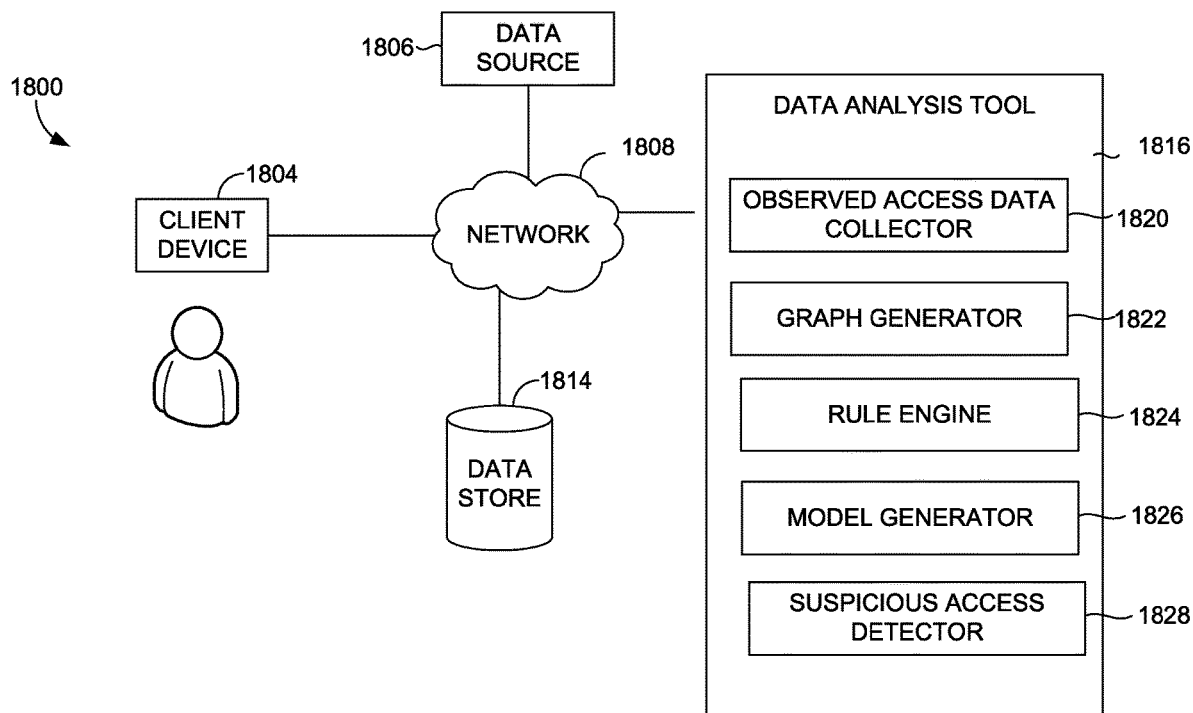 DATA
SOURCE
1806
1800
DATA ANALYSIS TOOL
1816
1808
1804
CLIENT
DEVICE
NETWORK
OBSERVED ACCESS DATA
COLLECTOR
1820
GRAPH GENERATOR
1822
1814
DATA
STORE
RULE ENGINE
1824
MODEL GENERATOR
1826
SUSPICIOUS ACCESS
DETECTOR
1828